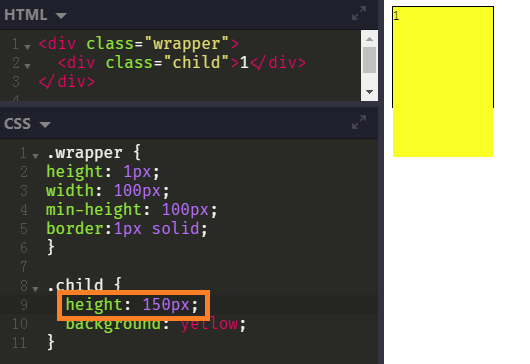 HTML
1 <div class="wrapper">
2 <div class="child">1</div>
3 </div>
4
CSS
1 .wrapper {
2 height: 1px;
3 width: 100px;
4 min-height: 100px;
5 border:1px solid;
6 }
7
8 .child {
9 height: 150px;
10 background: yellow;
11 }
1